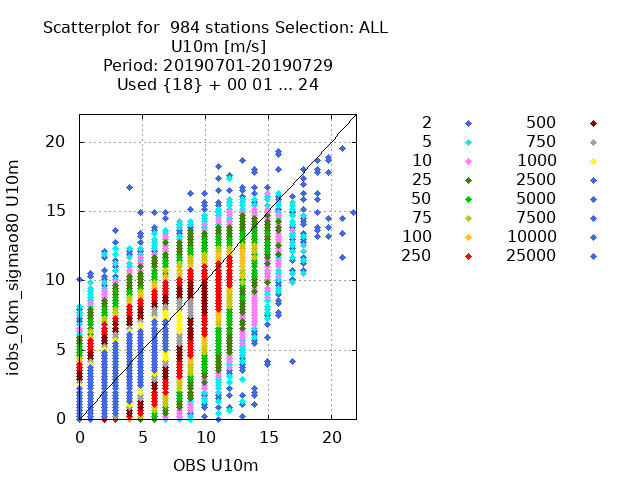 Scatterplot for  984 stations Selection: ALL
U10m [m/s]
Period: 20190701-20190729
Used {18} + 00 01 ... 24
iobs_0km_sigmao80 U10m
20
15
10
5
0
0 5 10 15 20
OBS U10m
2 500
5 750
10 1000
25 2500
50 5000
75 7500
100 10000
250 25000